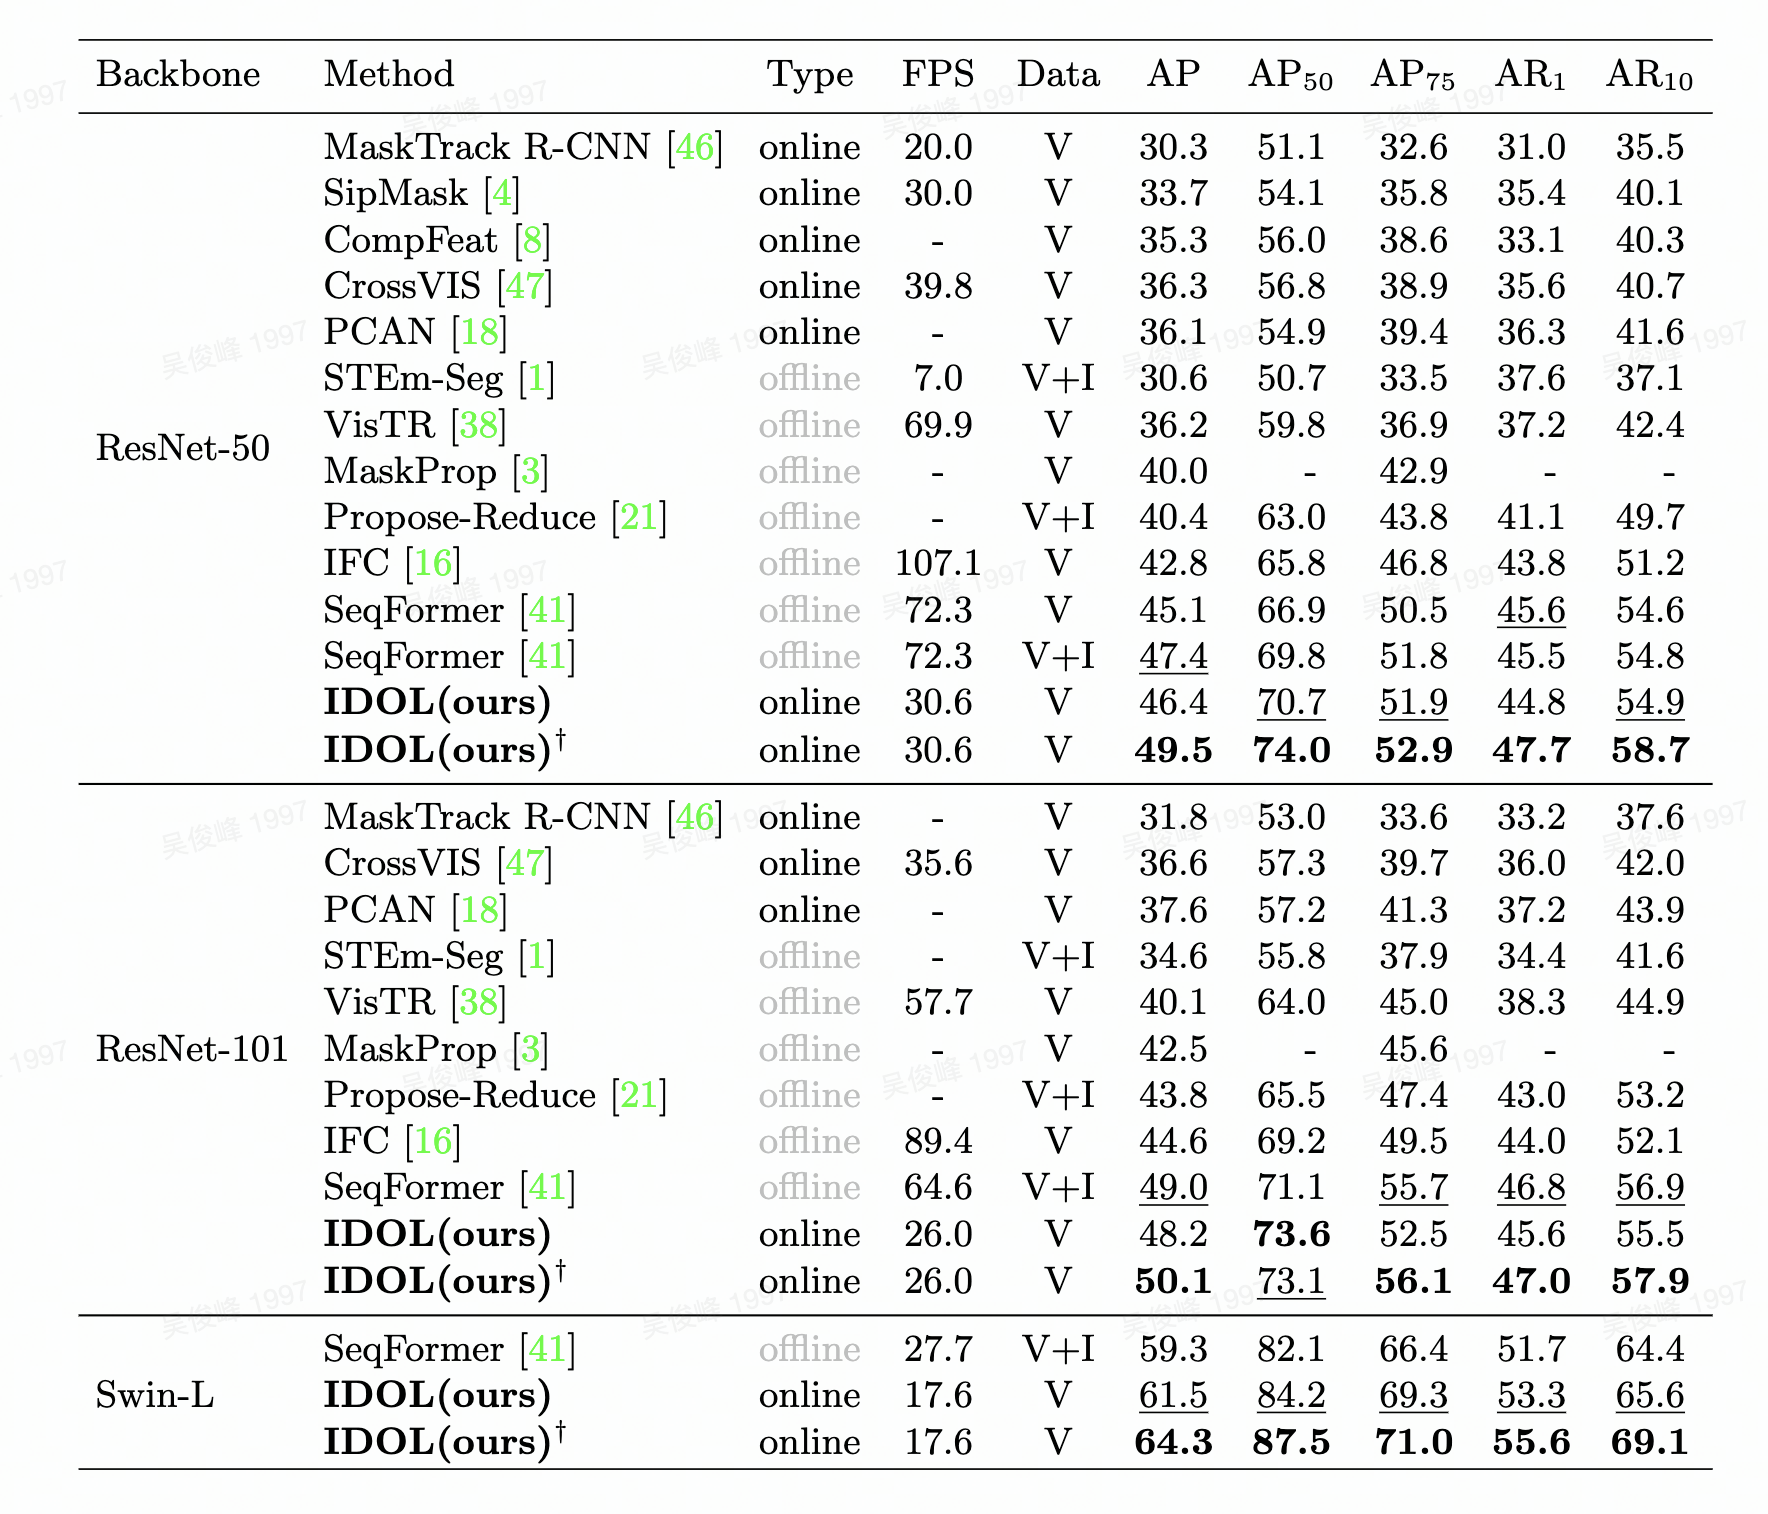 Backbone Method Type FPS Data AP AP₅₀ AP₇₅ AR₁ AR₁₀
MaskTrack R-CNN [46] online 20.0 V 30.3 51.1 32.6 31.0 35.5
SipMask [4] online 30.0 V 33.7 54.1 35.8 35.4 40.1
CompFeat [8] online - V 35.3 56.0 38.6 33.1 40.3
CrossVIS [47] online 39.8 V 36.3 56.8 38.9 35.6 40.7
PCAN [18] online - V 36.1 54.9 39.4 36.3 41.6
STEm-Seg [1] offline 7.0 V+I 30.6 50.7 33.5 37.6 37.1
VisTR [38] offline 69.9 V 36.2 59.8 36.9 37.2 42.4
ResNet-50
MaskProp [3] offline - V 40.0 - 42.9 - -
Propose-Reduce [21] offline - V+I 40.4 63.0 43.8 41.1 49.7
IFC [16] offline 107.1 V 42.8 65.8 46.8 43.8 51.2
SeqFormer [41] offline 72.3 V 45.1 66.9 50.5 45.6 54.6
SeqFormer [41] offline 72.3 V+I 47.4 69.8 51.8 45.5 54.8
IDOL(ours) online 30.6 V 46.4 70.7 51.9 44.8 54.9
IDOL(ours)† online 30.6 V 49.5 74.0 52.9 47.7 58.7
MaskTrack R-CNN [46] online - V 31.8 53.0 33.6 33.2 37.6
CrossVIS [47] online 35.6 V 36.6 57.3 39.7 36.0 42.0
PCAN [18] online - V 37.6 57.2 41.3 37.2 43.9
STEm-Seg [1] offline - V+I 34.6 55.8 37.9 34.4 41.6
VisTR [38] offline 57.7 V 40.1 64.0 45.0 38.3 44.9
ResNet-101 MaskProp [3] offline - V 42.5 - 45.6 - -
Propose-Reduce [21] offline - V+I 43.8 65.5 47.4 43.0 53.2
IFC [16] offline 89.4 V 44.6 69.2 49.5 44.0 52.1
SeqFormer [41] offline 64.6 V+I 49.0 71.1 55.7 46.8 56.9
IDOL(ours) online 26.0 V 48.2 73.6 52.5 45.6 55.5
IDOL(ours)† online 26.0 V 50.1 73.1 56.1 47.0 57.9
SeqFormer [41] offline 27.7 V+I 59.3 82.1 66.4 51.7 64.4
Swin-L IDOL(ours) online 17.6 V 61.5 84.2 69.3 53.3 65.6
IDOL(ours)† online 17.6 V 64.3 87.5 71.0 55.6 69.1
吴俊峰 1997